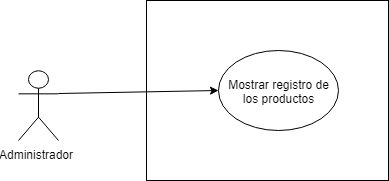 Mostrar registro de
los productos
Administrador